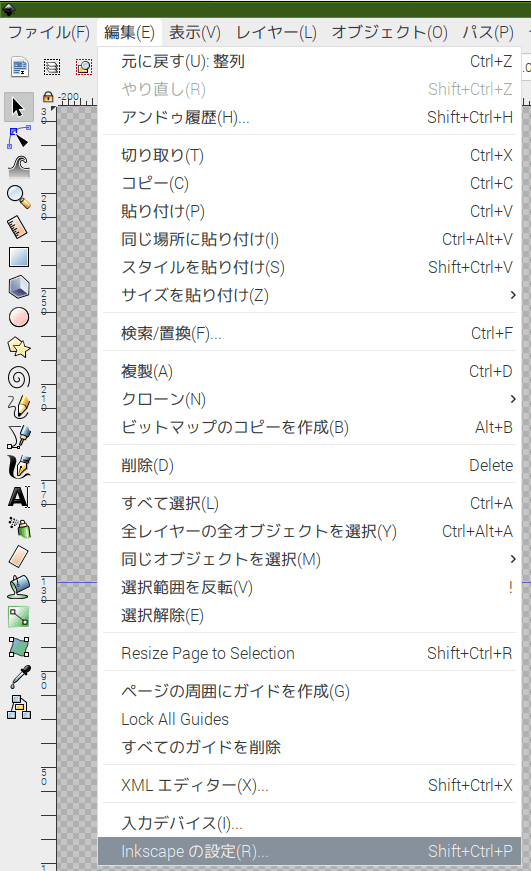 ファイル(F) 編集(E) 表示(V) レイヤー(L) オブジェクト(O) パス(P)
元に戻す(U): 整列 Ctrl+Z
やり直し(R) Shift+Ctrl+Z
アンドゥ履歴(H)... Shift+Ctrl+H
切り取り(T) Ctrl+X
コピー(C) Ctrl+C
貼り付け(P) Ctrl+V
同じ場所に貼り付け(I) Ctrl+Alt+V
スタイルを貼り付け(S) Shift+Ctrl+V
サイズを貼り付け(Z)
検索/置換(F)... Ctrl+F
複製(A) Ctrl+D
クローン(N)
ビットマップのコピーを作成(B) Alt+B
削除(D) Delete
すべて選択(L) Ctrl+A
全レイヤーの全オブジェクトを選択(Y) Ctrl+Alt+A
同じオブジェクトを選択(M)
選択範囲を反転(V) !
選択解除(E)
Resize Page to Selection Shift+Ctrl+R
ページの周囲にガイドを作成(G)
Lock All Guides
すべてのガイドを削除
XML エディター(X)... Shift+Ctrl+X
入力デバイス(I)...
Inkscape の設定(R)... Shift+Ctrl+P
-200
290
250
210
170
130
90
50